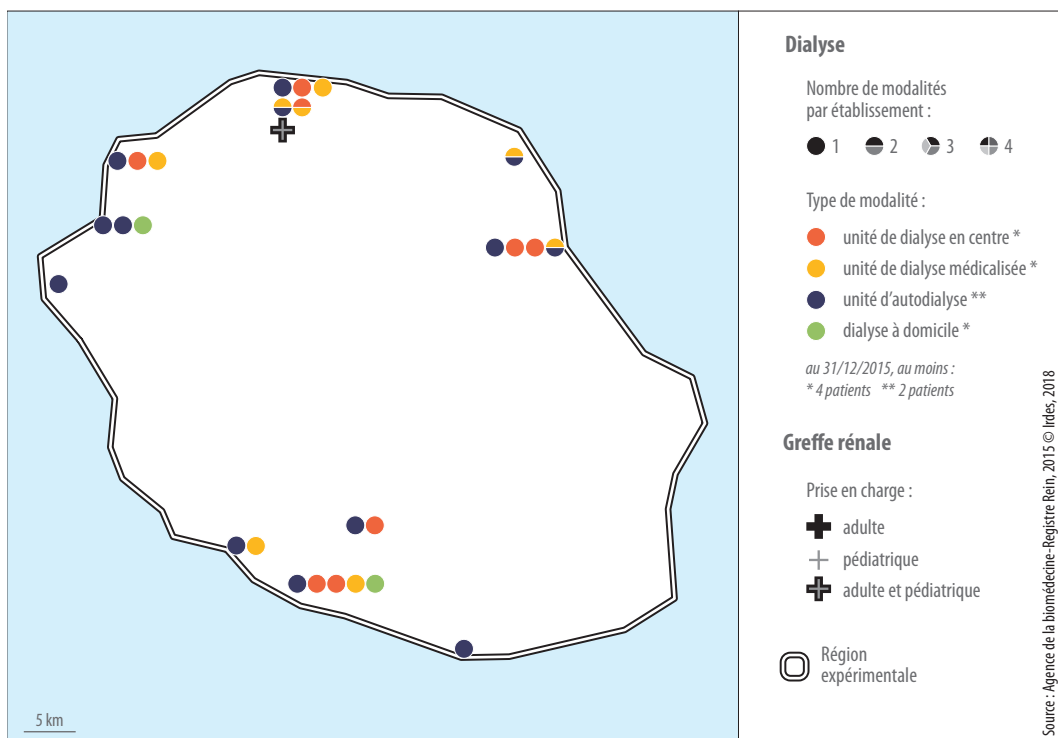 Dialyse
Nombre de modalités
par établissement :
1 2 3 4
Type de modalité :
unité de dialyse en centre *
unité de dialyse médicalisée *
unité d'autodialyse **
dialyse à domicile *
au 31/12/2015, au moins :
* 4 patients ** 2 patients
Greffe rénale
Prise en charge :
adulte
pédiatrique
adulte et pédiatrique
Région
expérimentale
5 km
Source : Agence de la biomédecine-Registre Rein, 2015 © Irdes, 2018